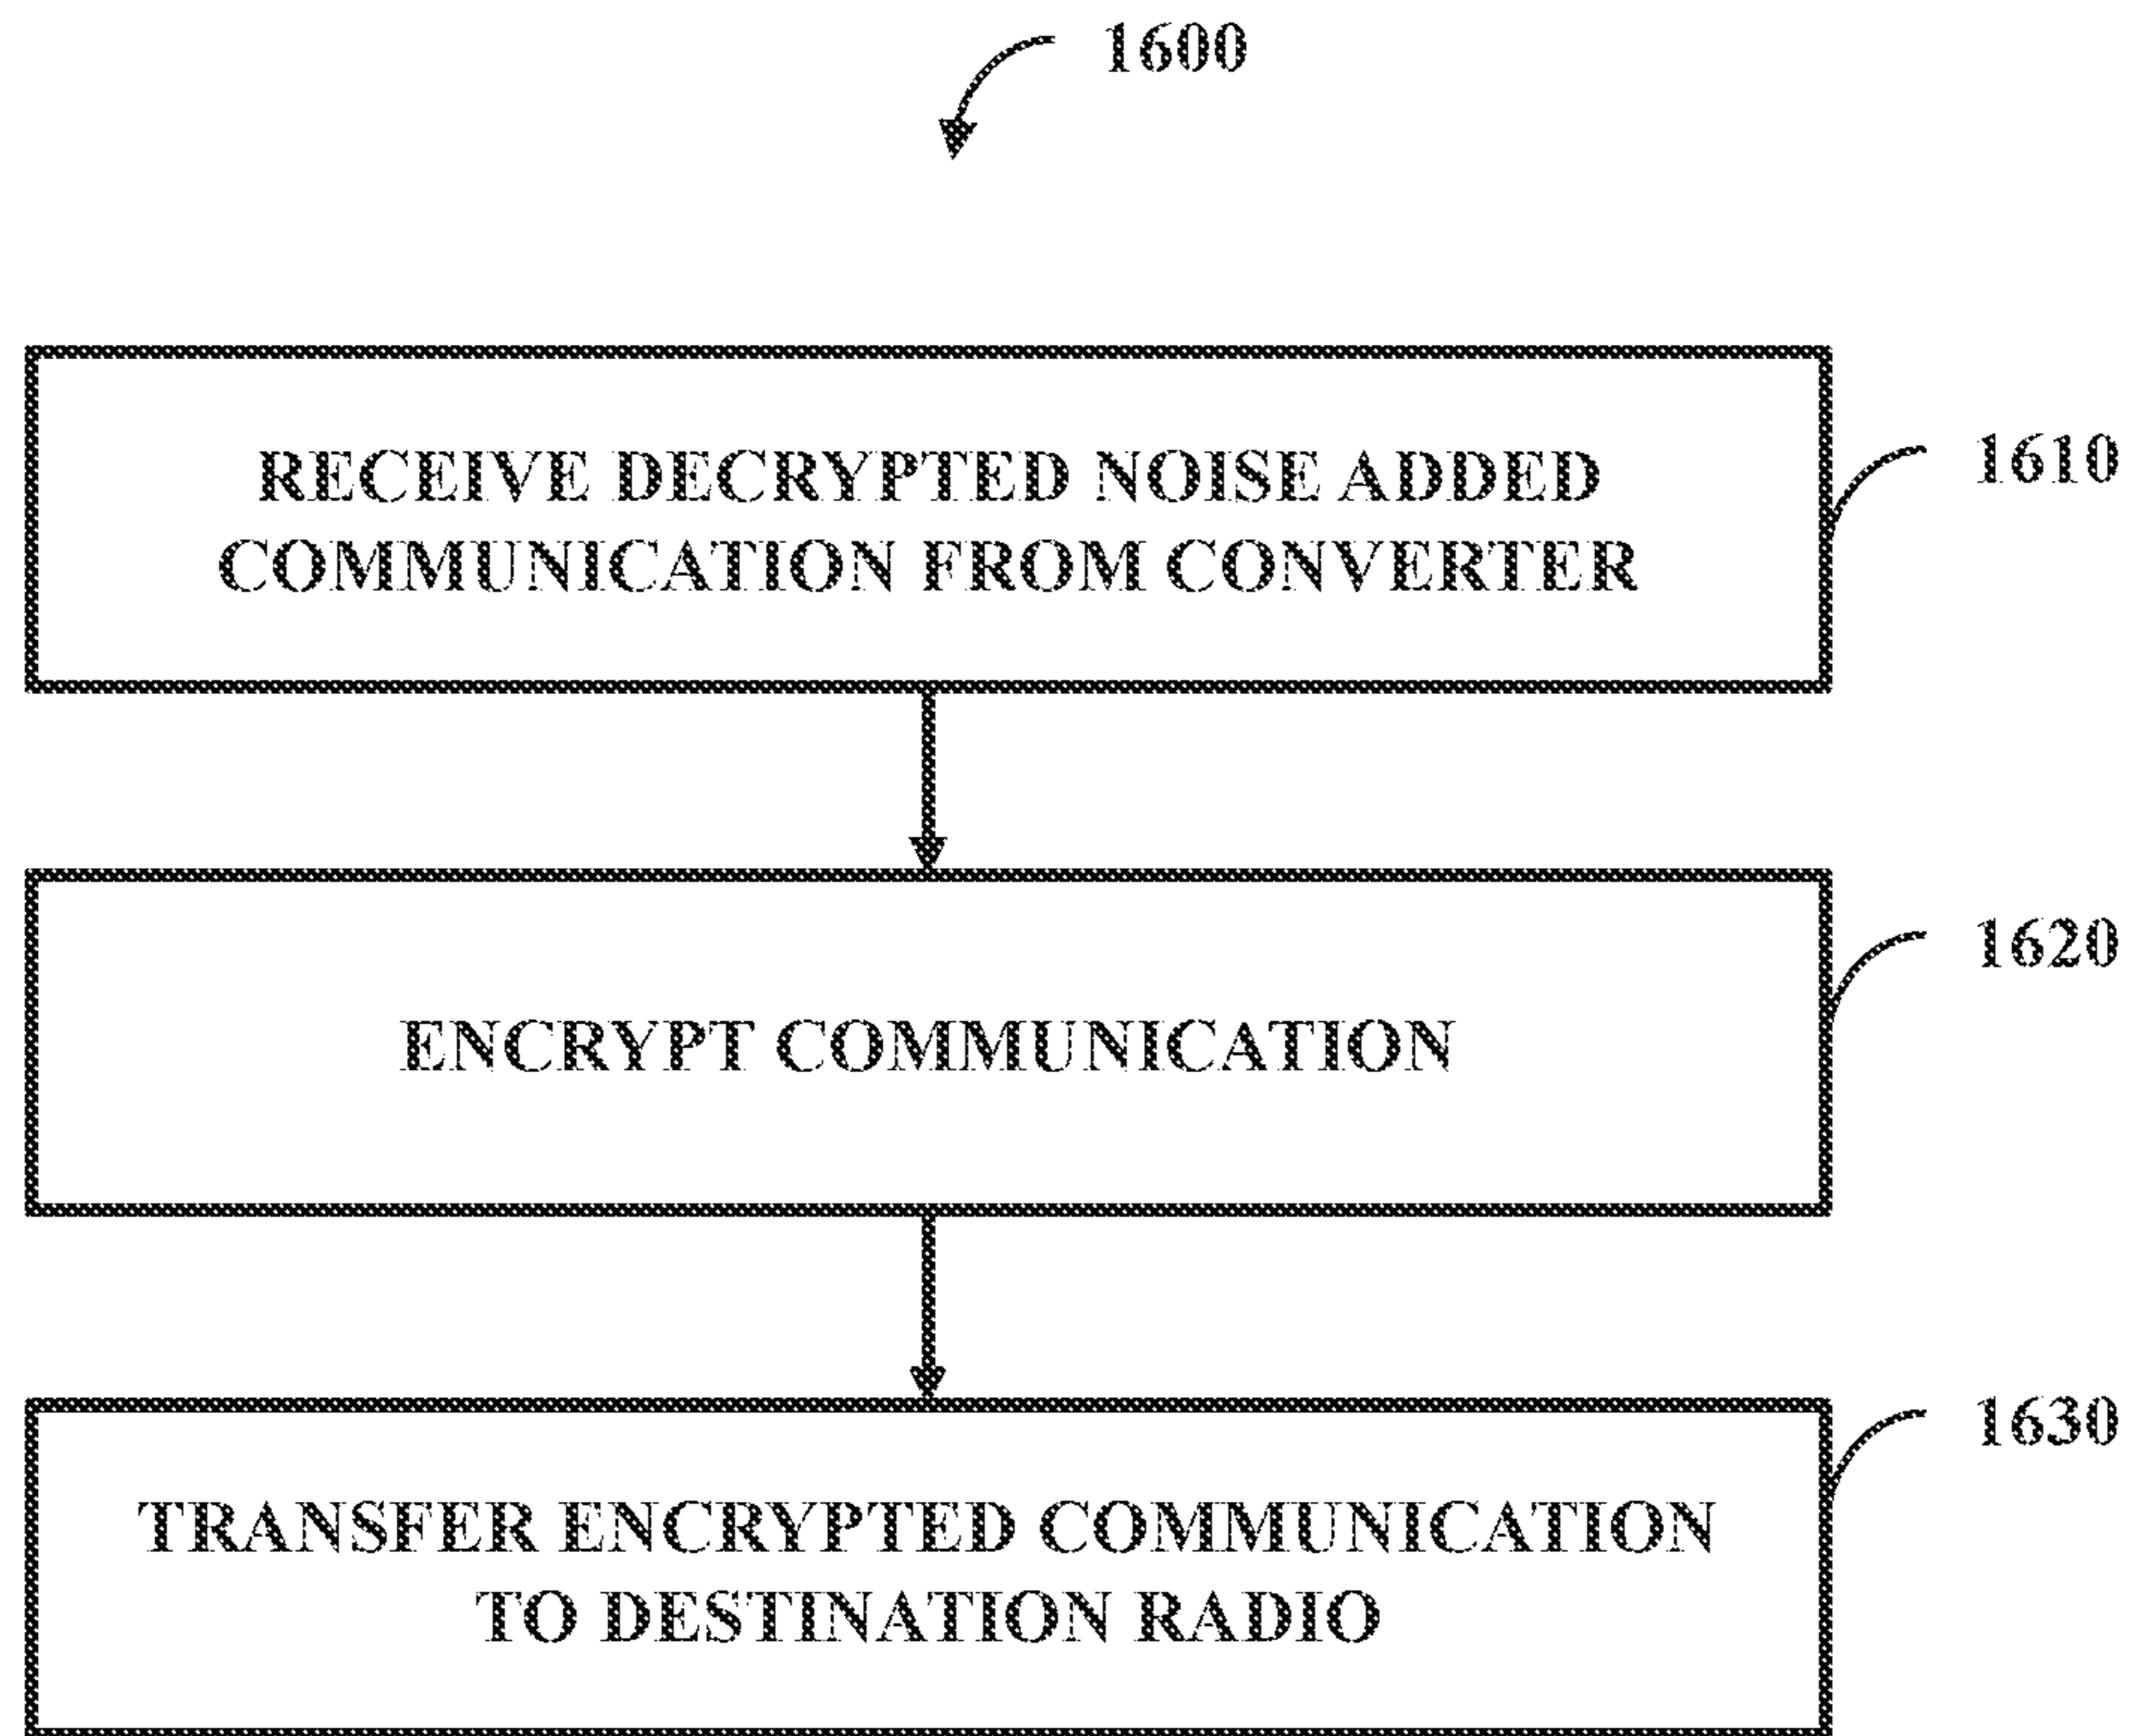 1600
RECEIVE DECRYPTED NOISE ADDED
COMMUNICATION FROM CONVERTER
1610
ENCRYPT COMMUNICATION
1620
TRANSFER ENCRYPTED COMMUNICATION
TO DESTINATION RADIO
1630